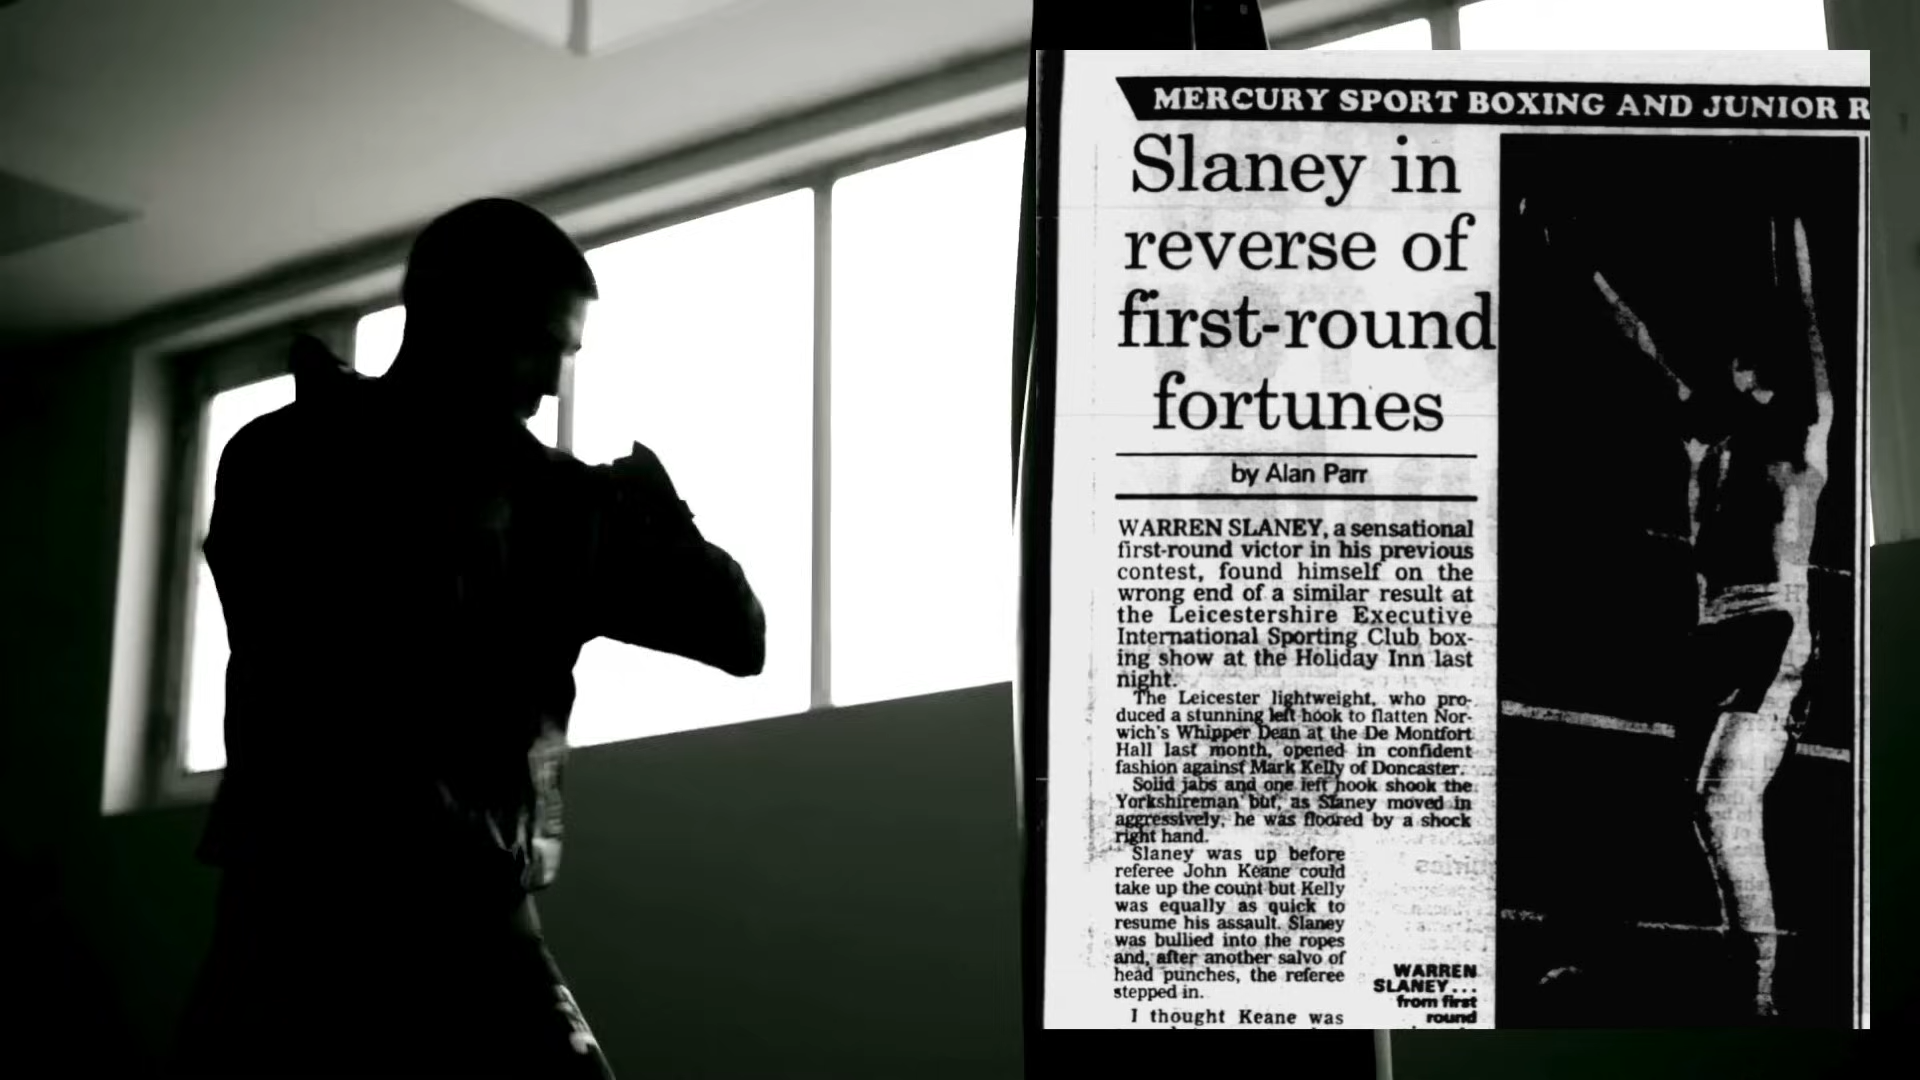 MERCURY SPORT BOXING AND JUNIOR R
Slaney in
reverse of
first-round
fortunes
by Alan Parr
WARREN SLANEY, a sensational
first-round victor in his previous
contest, found himself on the
wrong end of a similar result at
the Leicestershire Executive
International Sporting Club box-
ing show at the Holiday Inn last
night.
The Leicester lightweight, who pro-
duced a stunning left hook to flatten Nor-
wich's Whipper Dean at the De Montfort
Hall last month, opened in confident
fashion against Mark Kelly of Doncaster.
Solid jabs and one left hook shook the
Yorkshireman but, as Slaney moved in
aggressively, he was floored by a shock
right hand.
Slaney was up before
referee John Keane could
take up the count but Kelly
was equally as quick to
resume his assault. Slaney
was bullied into the ropes
and, after another salvo of
head punches, the referee
stepped in.
I thought Keane was
WARREN
SLANEY...
from first
round